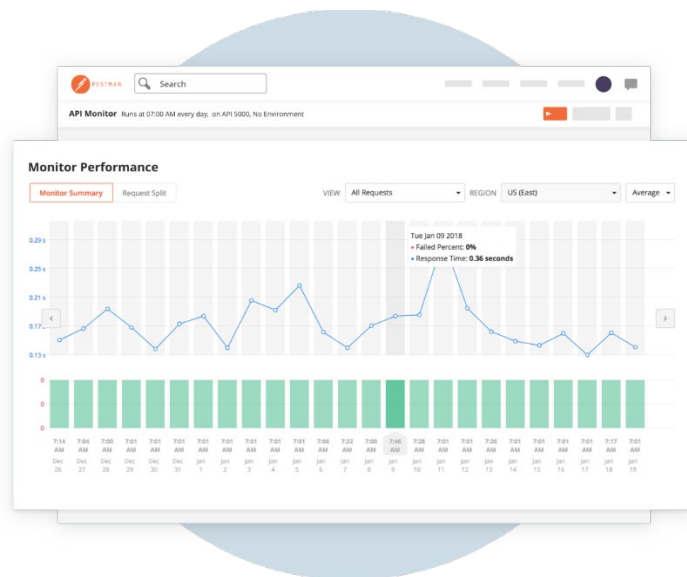 POSTMAN
Search
API Monitor Runs at 07:00 AM every day, on API 5000, No Environment
Monitor Performance
Monitor Summary Request Split VIEW All Requests REGION US (East) Average
Tue Jan 09 2018
Failed Percent: 0%
Response Time: 0.36 seconds
0.29 s
0.25 s
0.21 s
0.17
0.13 s
0
0
0
7:14 7:04 7:00 7:01 7:01 7:01 7:01 7:01 7:01 7:01 7:06 7:22 7:00 7:46 7:28 7:01 7:01 7:26 7:01 7:01 7:01 7:01 7:17 7:01
AM AM AM AM AM AM AM AM AM AM AM AM AM AM AM AM AM AM AM AM AM AM AM AM
Dec Dec Dec Dec Dec Dec Jan Jan Jan Jan Jan Jan Jan Jan Jan Jan Jan Jan Jan Jan Jan Jan Jan Jan
26 27 28 29 30 31 1 2 3 4 5 6 7 8 9 10 11 12 13 14 15 16 17 18 19